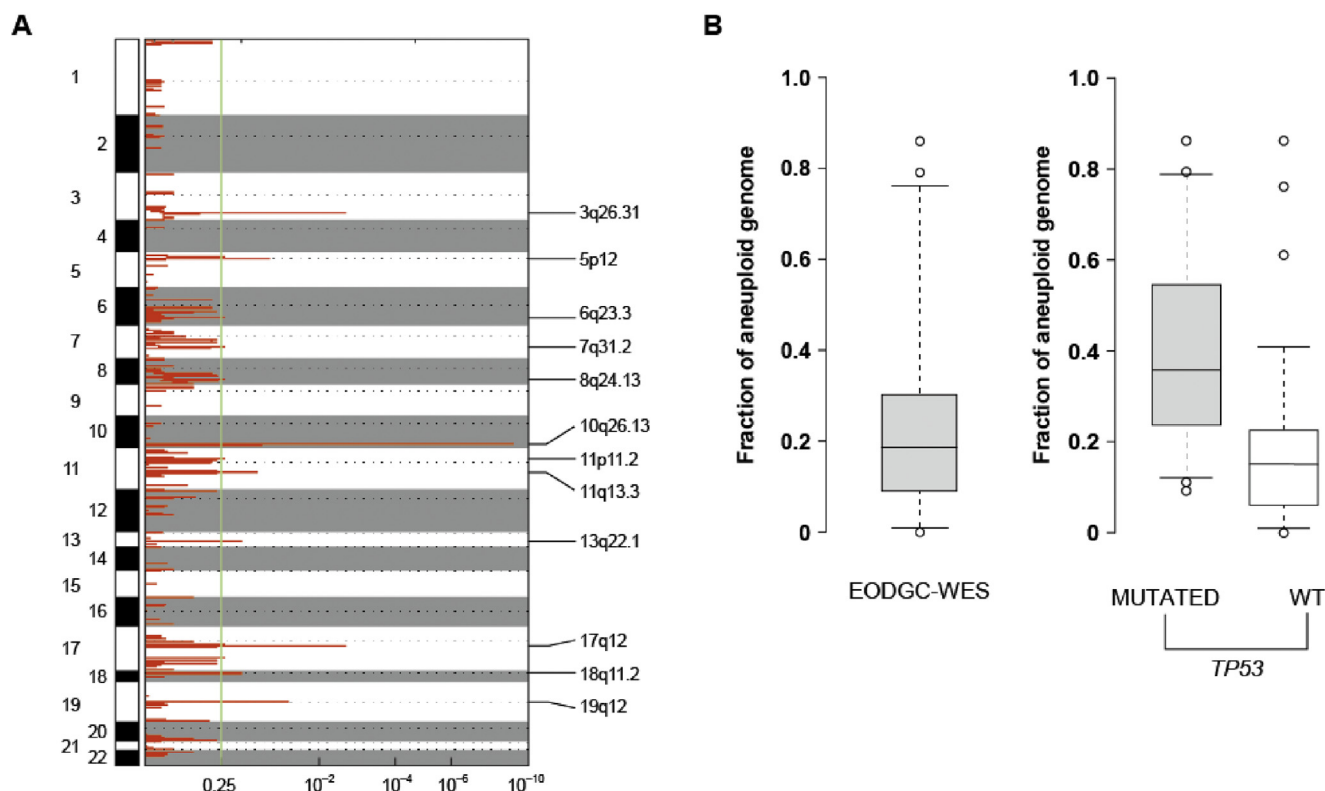 A
1
2
3
4
5
6
7
8
9
10
11
12
13
14
15
16
17
18
19
20
21
22
3q26.31
5p12
6q23.3
7q31.2
8q24.13
10q26.13
11p11.2
11q13.3
13q22.1
17q12
18q11.2
19q12
0.25 10⁻² 10⁻⁴ 10⁻⁶ 10⁻¹⁰
B
Fraction of aneuploid genome
1.0
0.8
0.6
0.4
0.2
0
EODGC-WES
Fraction of aneuploid genome
1.0
0.8
0.6
0.4
0.2
0
MUTATED WT
TP53